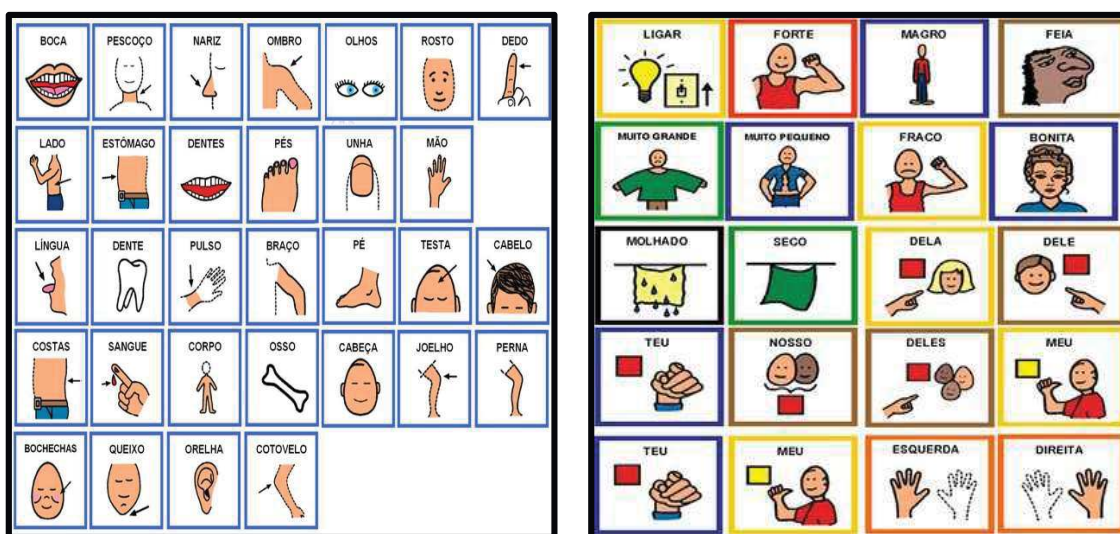 BOCA PESCOÇO NARIZ OMBRO OLHOS ROSTO DEDO
LADO ESTÓMAGO DENTES PÉS UNHA MÃO
LÍNGUA DENTE PULSO BRAÇO PÉ TESTA CABELO
COSTAS SANGUE CORPO OSSO CABEÇA JOELHO PERNA
BOCHECHAS QUEIXO ORELHA COTOVELO
LIGAR FORTE MAGRO FEIA
MUITO GRANDE MUITO PEQUENO FRACO BONITA
MOLHADO SECO DELA DELE
TEU NOSSO DELES MEU
TEU MEU ESQUERDA DIREITA